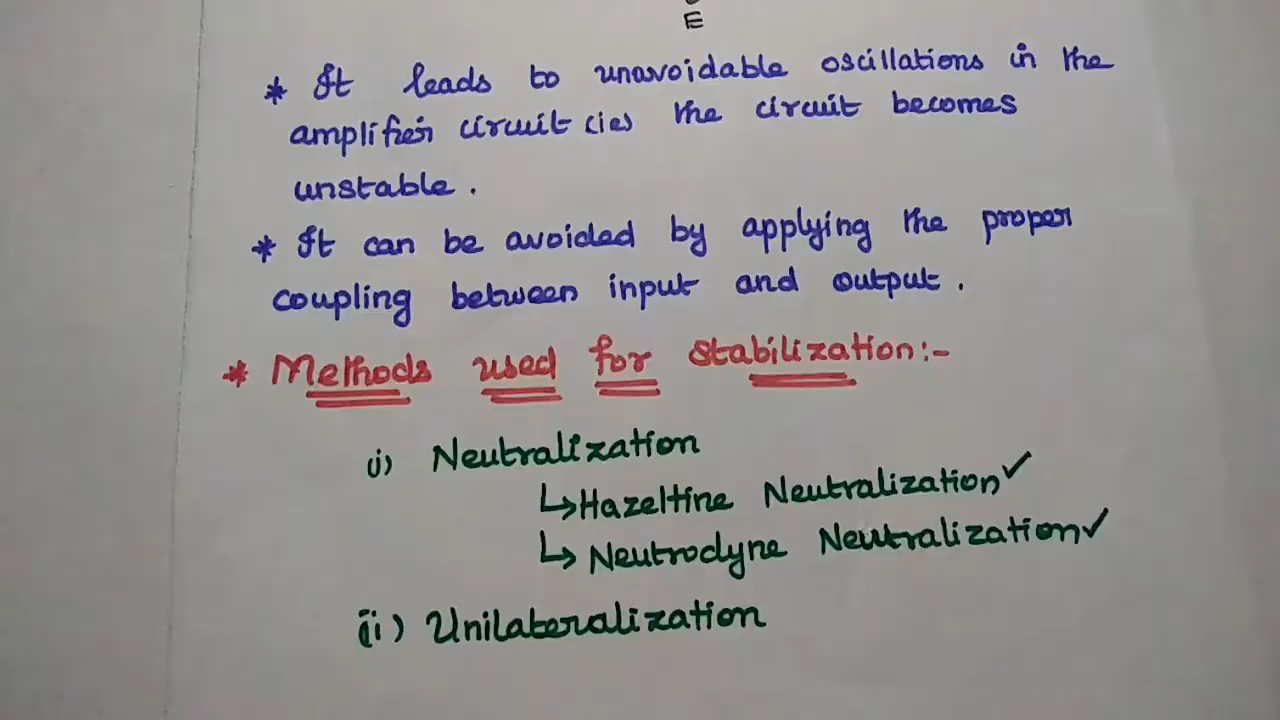 E
* It leads to unavoidable oscillations in the
amplifier circuit (ie) the circuit becomes
unstable.
* It can be avoided by applying the proper
coupling between input and output.
* Methods used for stabilization:-
(i) Neutralization
↳ Hazeltine Neutralization ✓
↳ Neutrodyne Neutralization ✓
(ii) Unilateralization